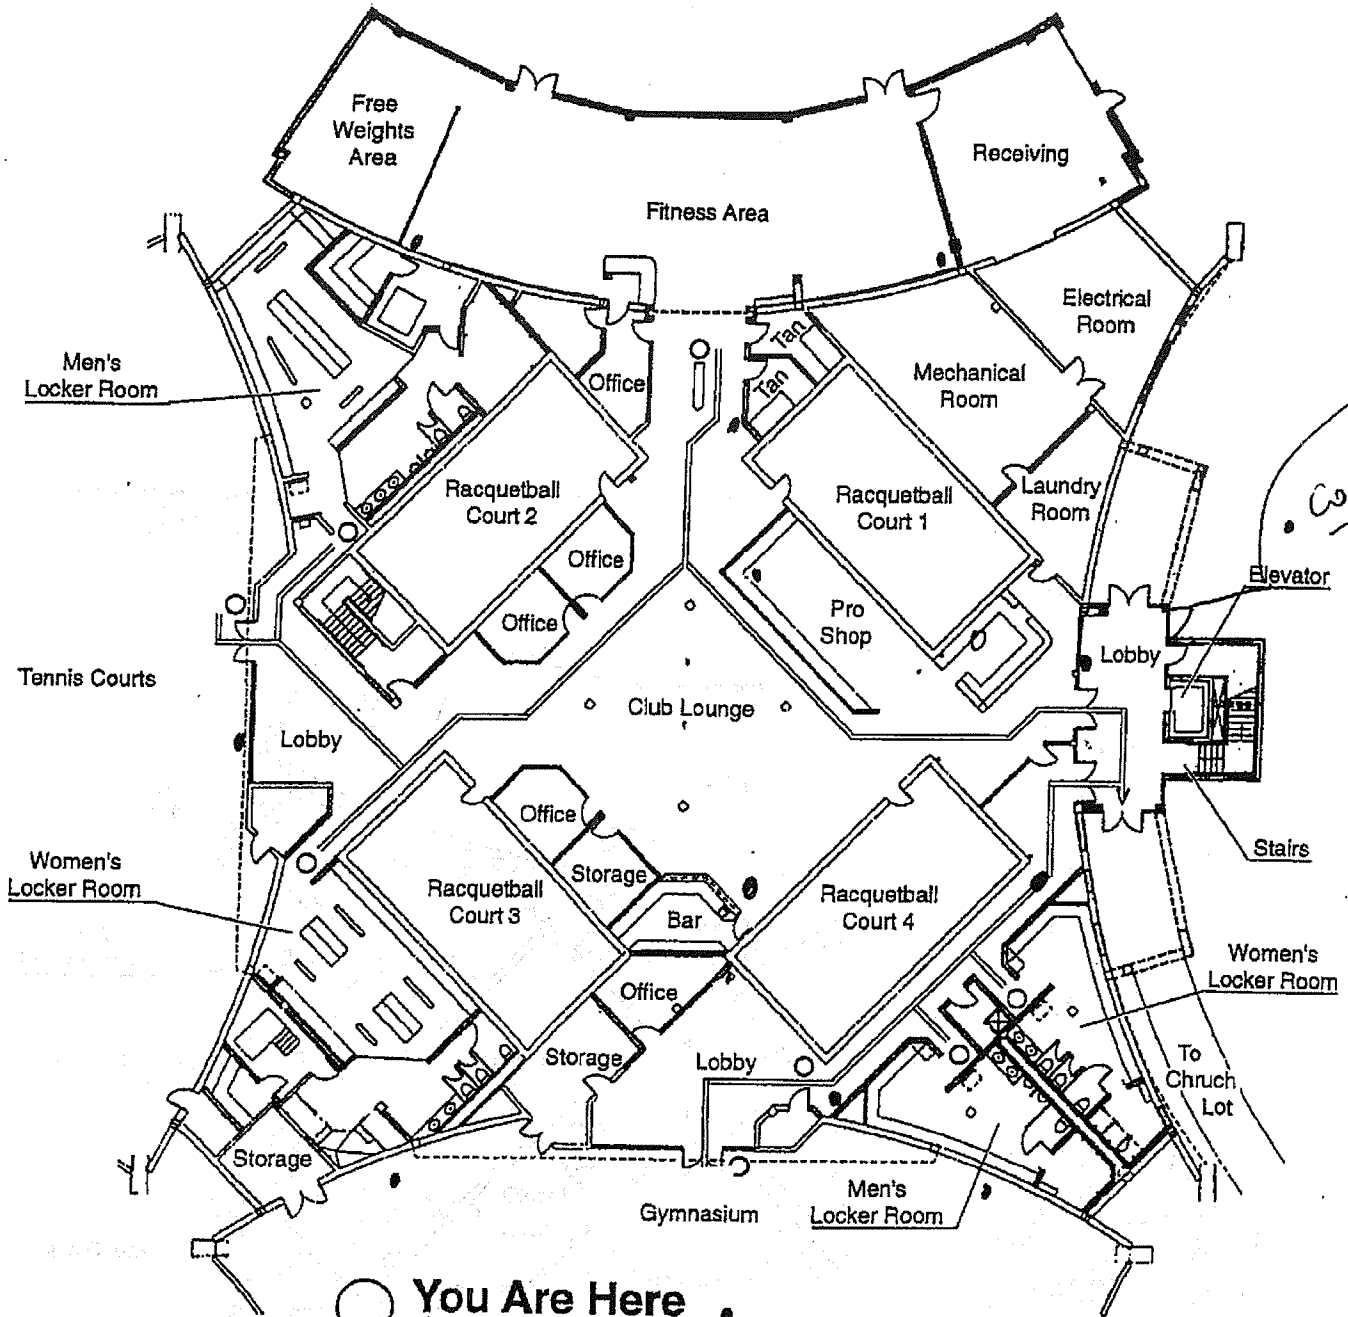 Free
Weights
Area
Receiving
Fitness Area
Electrical
Room
Tan
Men's
Locker Room
Office
Tan
Mechanical
Room
Racquetball
Court 2
Racquetball
Court 1
Laundry
Room
Office
Elevator
Office
Pro
Shop
Lobby
Tennis Courts
Club Lounge
Lobby
Office
Stairs
Women's
Locker Room
Storage
Racquetball
Court 3
Bar
Racquetball
Court 4
Women's
Locker Room
Office
Storage
Lobby
To
Chruch
Lot
Storage
Men's
Locker Room
Gymnasium
You Are Here